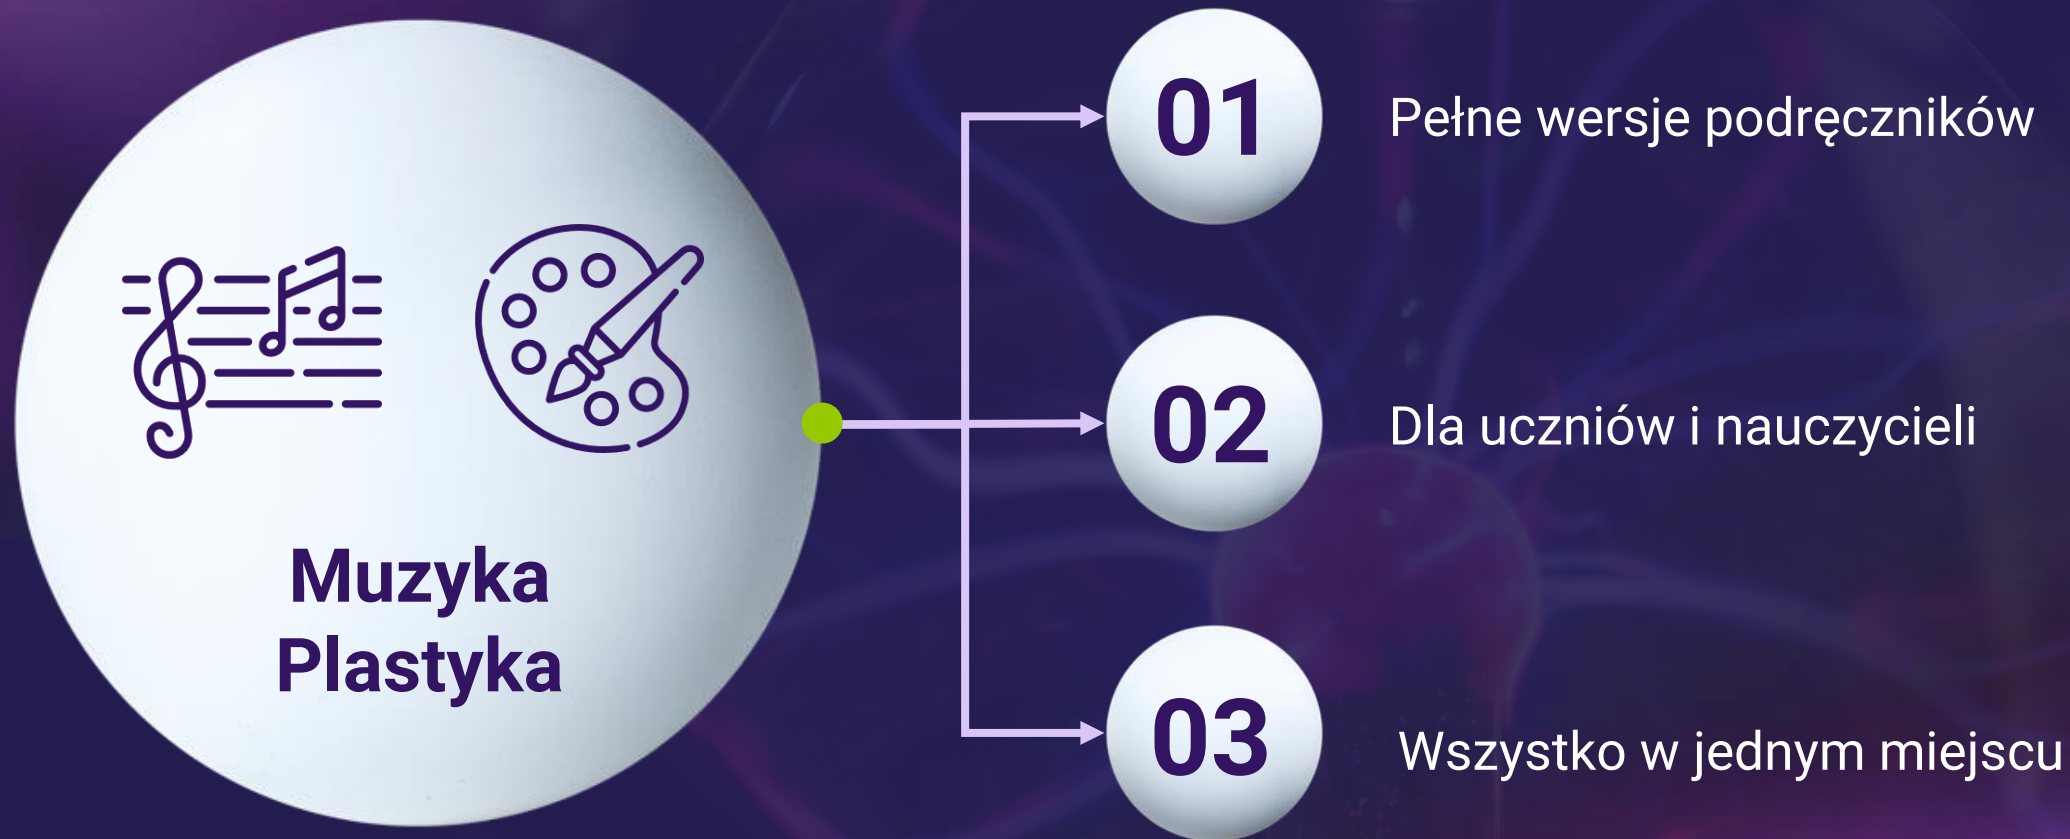 Muzyka
Plastyka
01
Pełne wersje podręczników
02
Dla uczniów i nauczycieli
03
Wszystko w jednym miejscu